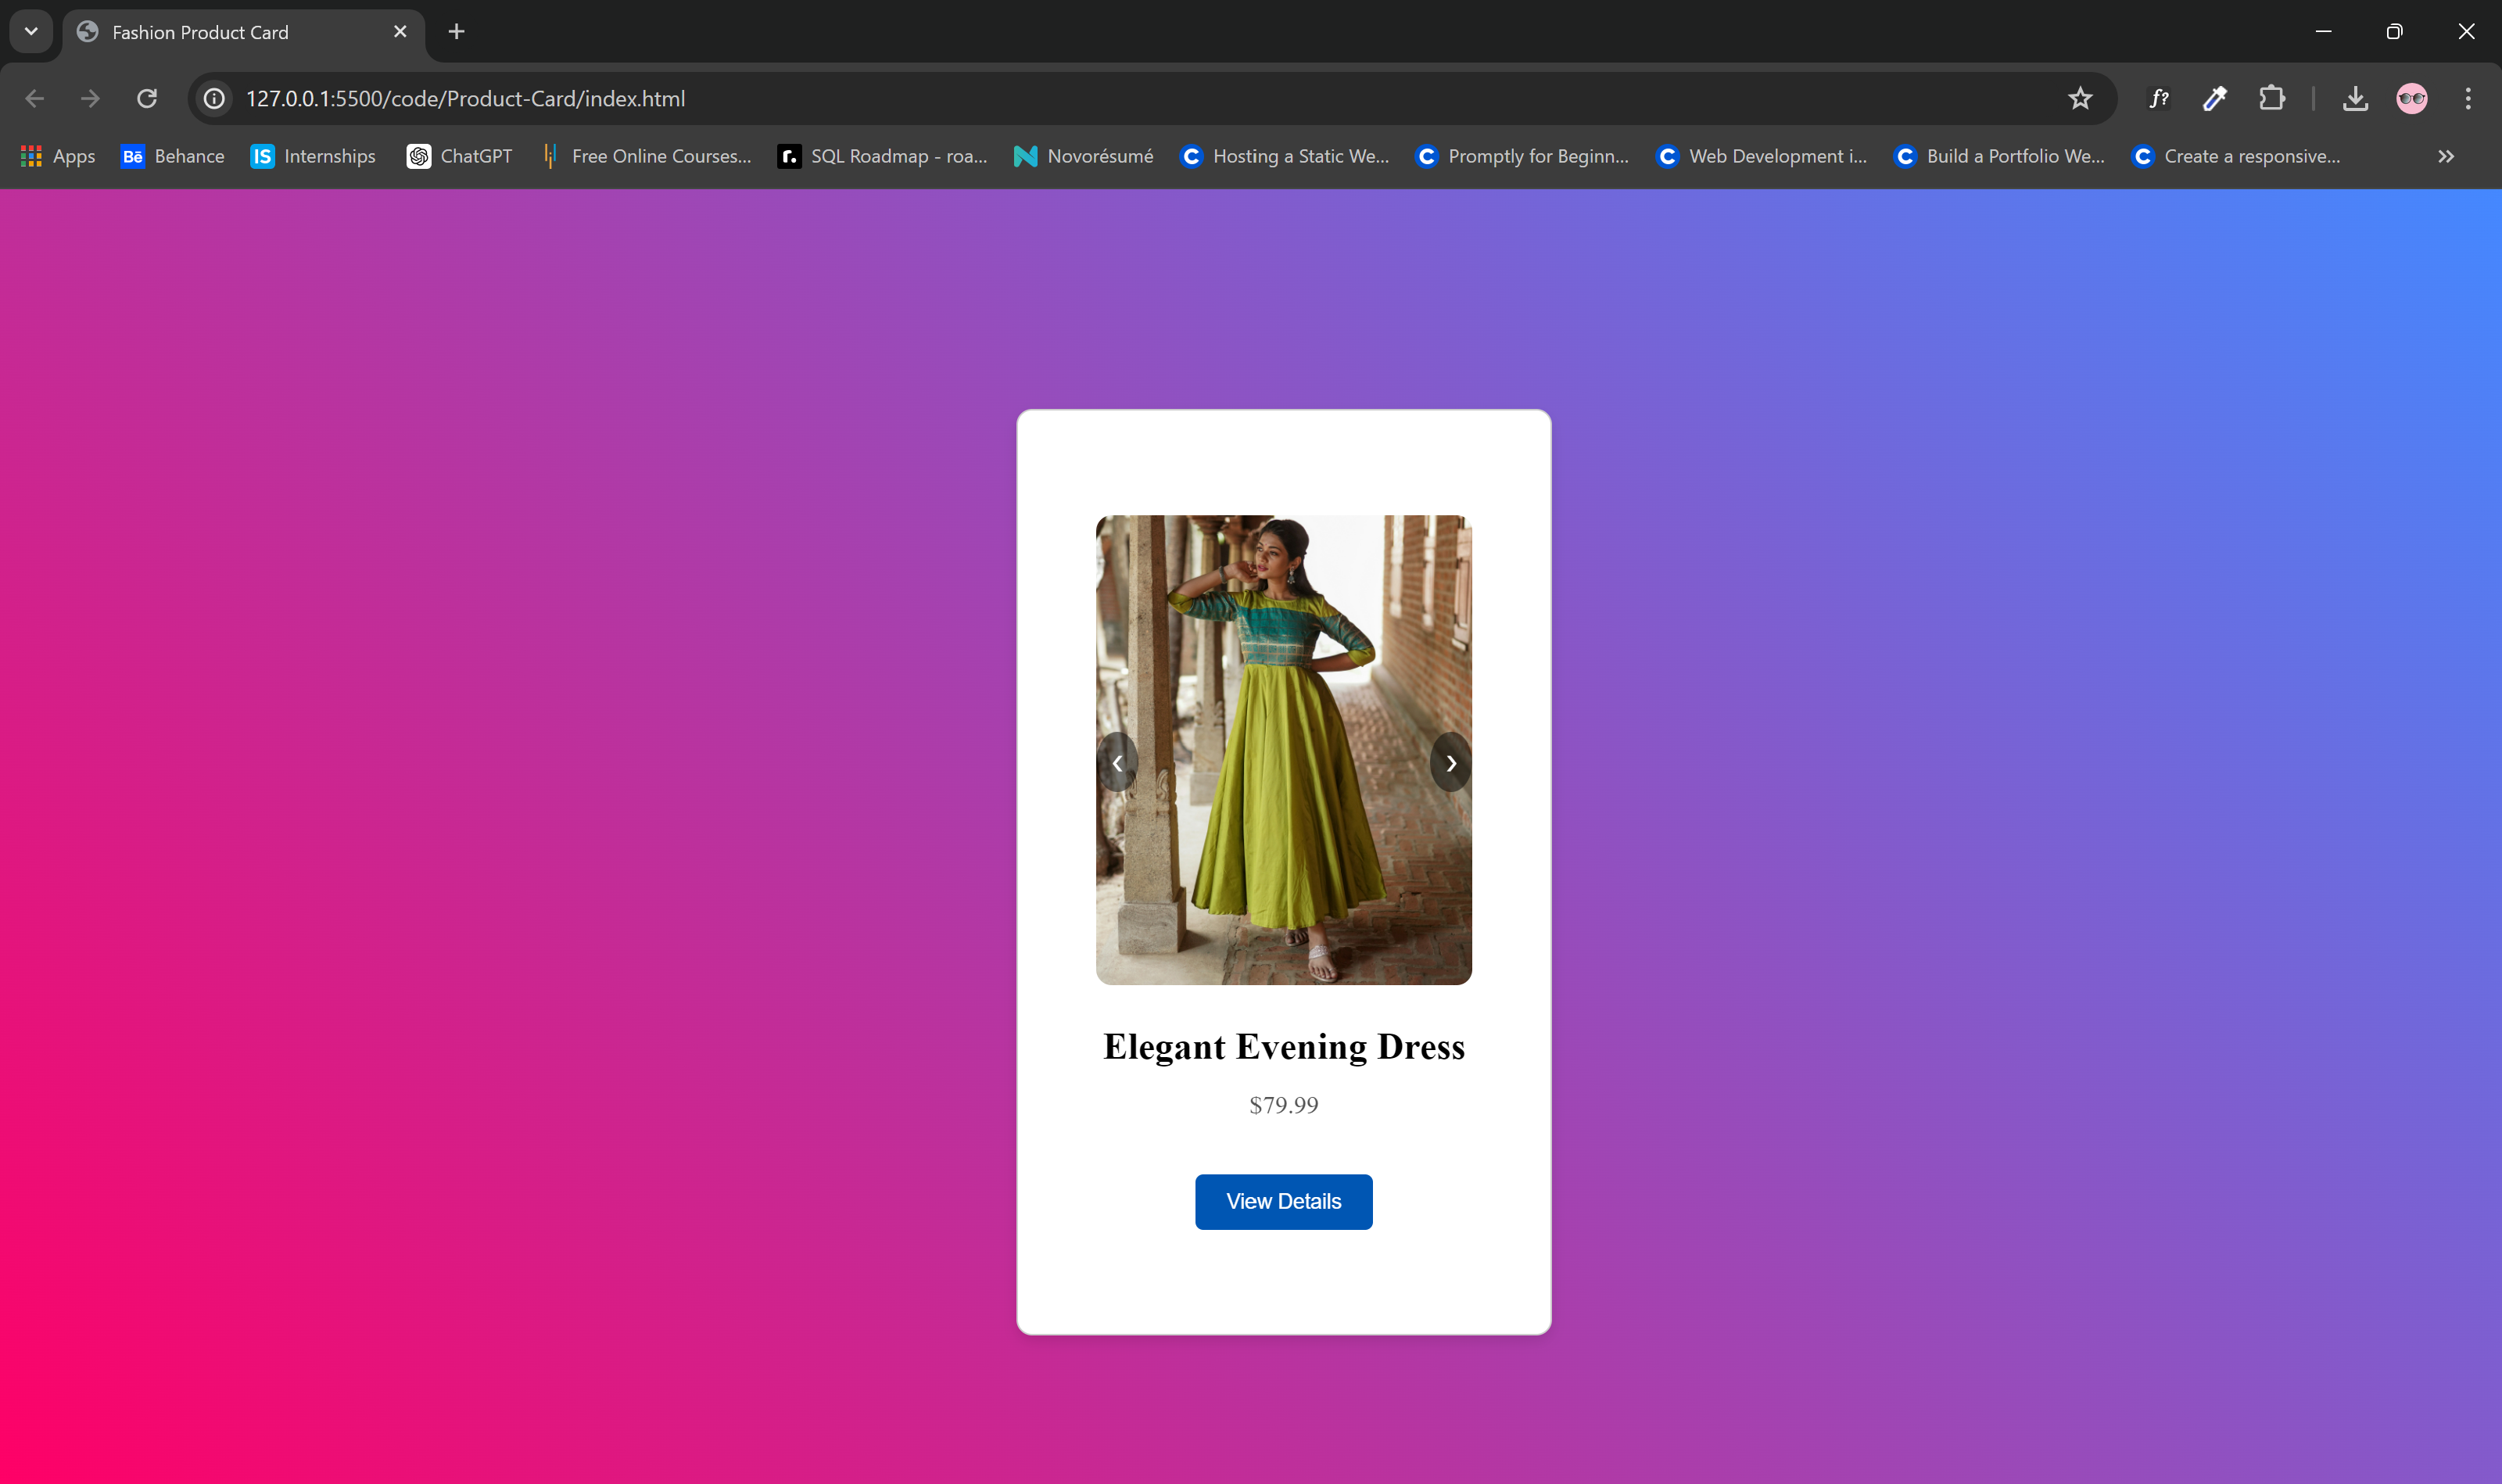 Fashion Product Card
127.0.0.1:5500/code/Product-Card/index.html
f?
Apps
Bē Behance
IS Internships
ChatGPT
Free Online Courses...
r. SQL Roadmap - roa...
Novorésumé
C Hosting a Static We...
C Promptly for Beginn...
C Web Development i...
C Build a Portfolio We...
C Create a responsive...
Elegant Evening Dress
$79.99
View Details